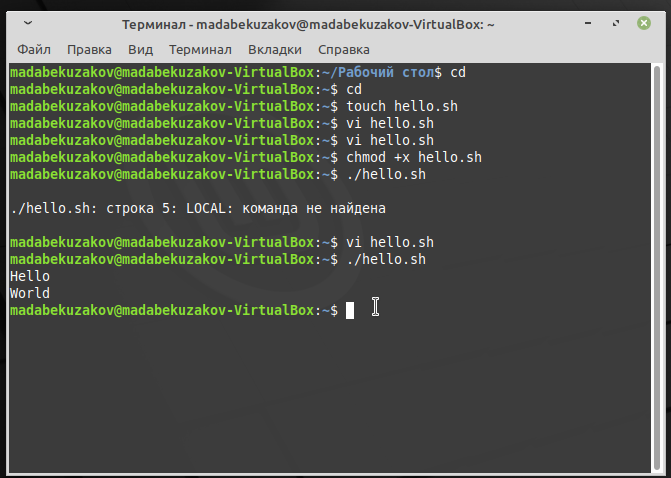 Терминал - madabekuzakov@madabekuzakov-VirtualBox: ~
Файл Правка Вид Терминал Вкладки Справка
madabekuzakov@madabekuzakov-VirtualBox:~/Рабочий стол$ cd
madabekuzakov@madabekuzakov-VirtualBox:~$ cd
madabekuzakov@madabekuzakov-VirtualBox:~$ touch hello.sh
madabekuzakov@madabekuzakov-VirtualBox:~$ vi hello.sh
madabekuzakov@madabekuzakov-VirtualBox:~$ vi hello.sh
madabekuzakov@madabekuzakov-VirtualBox:~$ chmod +x hello.sh
madabekuzakov@madabekuzakov-VirtualBox:~$ ./hello.sh
./hello.sh: строка 5: LOCAL: команда не найдена
madabekuzakov@madabekuzakov-VirtualBox:~$ vi hello.sh
madabekuzakov@madabekuzakov-VirtualBox:~$ ./hello.sh
Hello
World
madabekuzakov@madabekuzakov-VirtualBox:~$